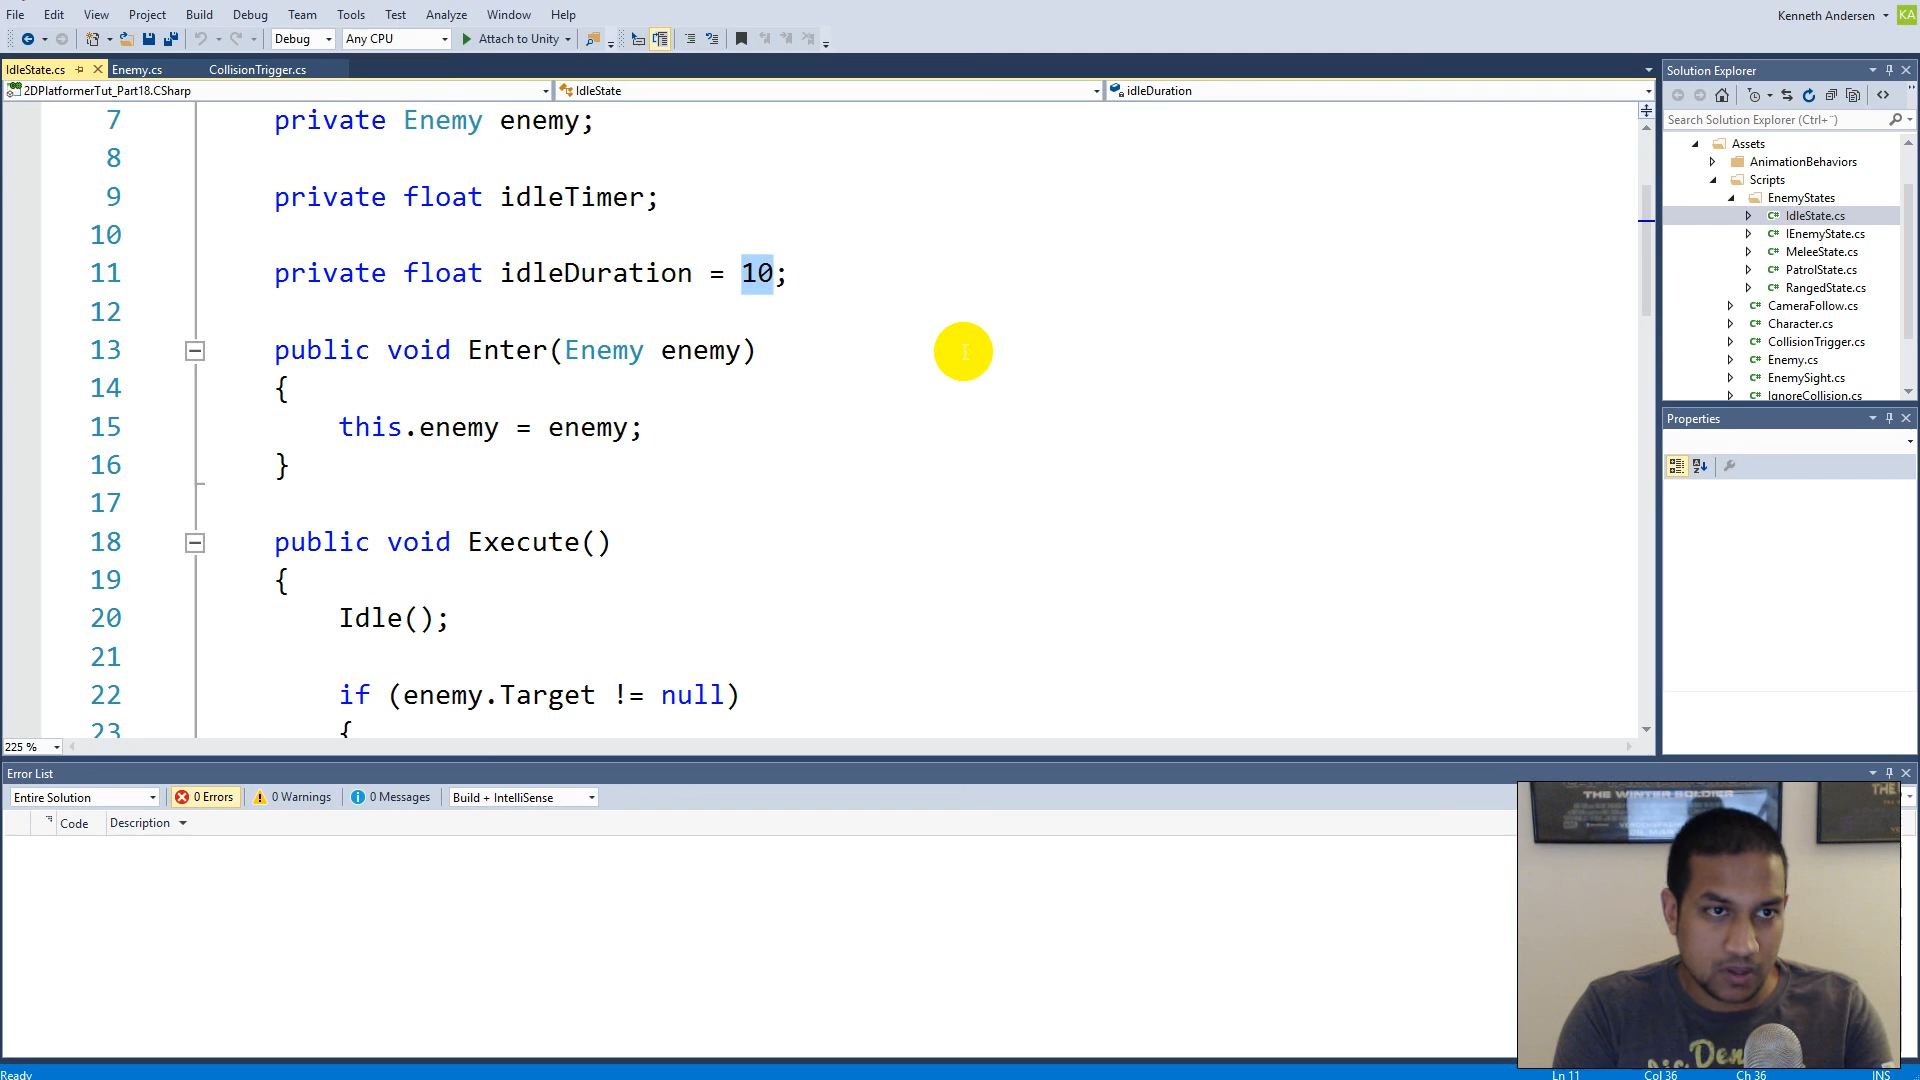 File Edit View Project Build Debug Team Tools Test Analyze Window Help
Kenneth Andersen KA
Debug Any CPU Attach to Unity
IdleState.cs Enemy.cs CollisionTrigger.cs
2DPlatformerTut_Part18.CSharp IdleState idleDuration
7 private Enemy enemy;
8
9 private float idleTimer;
10
11 private float idleDuration = 10;
12
13 public void Enter(Enemy enemy)
14 {
15 this.enemy = enemy;
16 }
17
18 public void Execute()
19 {
20 Idle();
21
22 if (enemy.Target != null)
23 {
225 %
Solution Explorer
Search Solution Explorer (Ctrl+¨)
Assets
AnimationBehaviors
Scripts
EnemyStates
C# IdleState.cs
C# IEnemyState.cs
C# MeleeState.cs
C# PatrolState.cs
C# RangedState.cs
C# CameraFollow.cs
C# Character.cs
C# CollisionTrigger.cs
C# Enemy.cs
C# EnemySight.cs
C# IgnoreCollision.cs
Properties
Error List
Entire Solution 0 Errors 0 Warnings 0 Messages Build + IntelliSense
Code Description
THE WINTER SOLDIER
Ready Ln 11 Col 36 Ch 36 INS